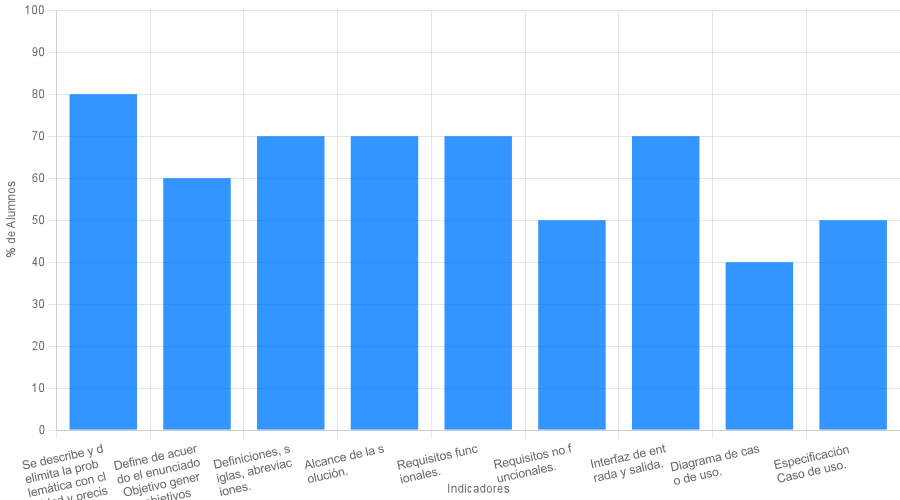 100
90
80
70
60
50
40
30
20
10
0
% de Alumnos
Se describe y d
elimita la prob
lemática con cl
y precis
Define de acuer
do el enunciado
Objetivo gener
objetivos
Definiciones, s
iglas, abreviac
iones.
Alcance de la s
olución.
Requisitos func
ionales.
Requisitos no f
uncionales.
Interfaz de ent
rada y salida.
Diagrama de cas
o de uso.
Especificación
Caso de uso.
Indicadores